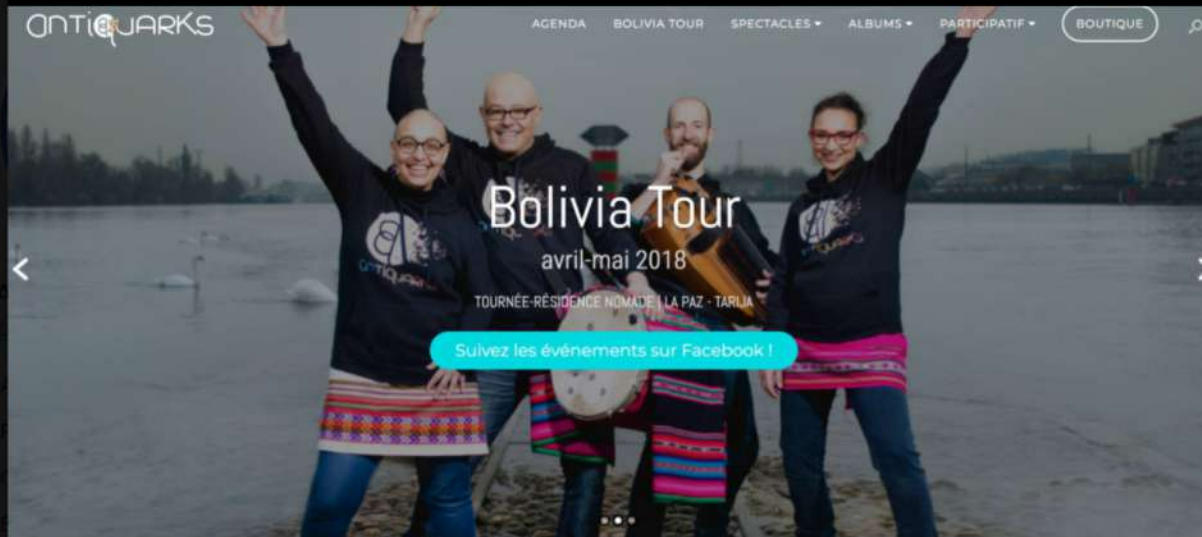 antiquarks
AGENDA
BOLIVIA TOUR
SPECTACLES
ALBUMS
PARTICIPATIF
BOUTIQUE
Bolivia Tour
avril-mai 2018
TOURNÉE-RÉSIDENCE NOMADE | LA PAZ - TARIJA
Suivez les événements sur Facebook !